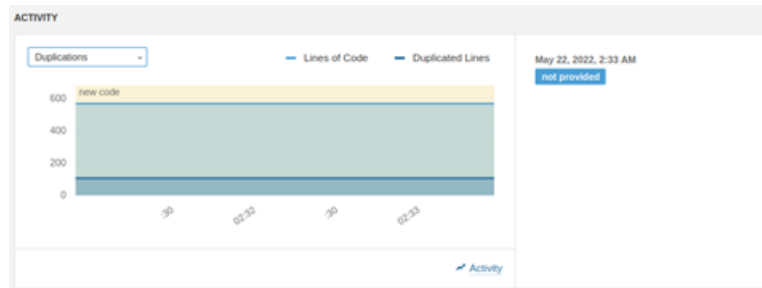 ACTIVITY
Duplications
Lines of Code
Duplicated Lines
May 22, 2022, 2:33 AM
not provided
new code
600
400
200
0
:30
02:32
:30
02:33
Activity